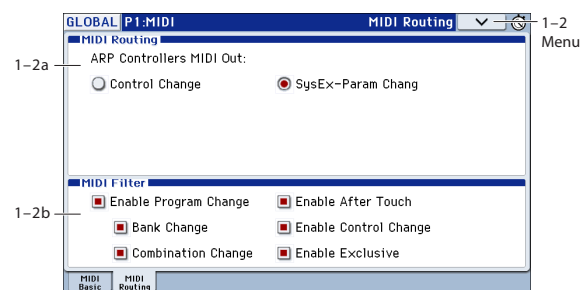 GLOBAL P1:MIDI MIDI Routing
1–2
Menu
MIDI Routing
1–2a
ARP Controllers MIDI Out:
Control Change SysEx-Param Chang
MIDI Filter
1–2b
Enable Program Change Enable After Touch
Bank Change Enable Control Change
Combination Change Enable Exclusive
MIDI Basic MIDI Routing